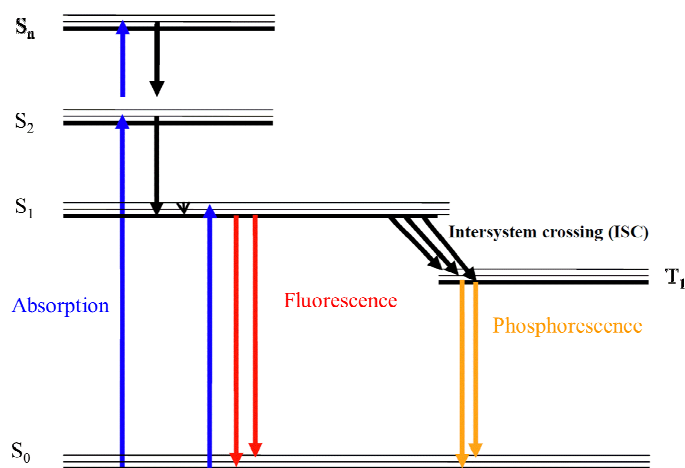 Sₙ
S₂
S₁
Intersystem crossing (ISC)
T₁
Absorption
Fluorescence
Phosphorescence
S₀